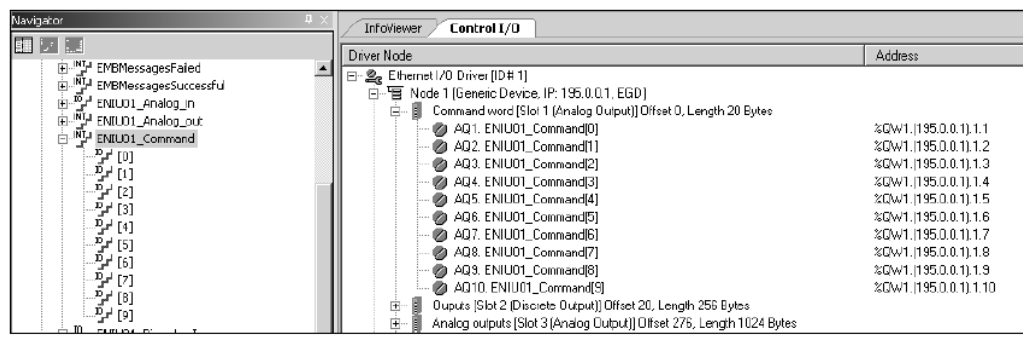 Navigator
EMBMessagesFailed
EMBMessagesSuccessful
ENIU01_Analog_in
ENIU01_Analog_out
ENIU01_Command
[0]
[1]
[2]
[3]
[4]
[5]
[6]
[7]
[8]
[9]
InfoViewer
Control I/O
Driver Node Address
Ethernet I/O Driver [ID# 1]
Node 1 [Generic Device, IP: 195.0.0.1, EGD]
Command word [Slot 1 (Analog Output)] Offset 0, Length 20 Bytes
AQ1. ENIU01_Command[0] %QW1.(195.0.0.1).1.1
AQ2. ENIU01_Command[1] %QW1.(195.0.0.1).1.2
AQ3. ENIU01_Command[2] %QW1.(195.0.0.1).1.3
AQ4. ENIU01_Command[3] %QW1.(195.0.0.1).1.4
AQ5. ENIU01_Command[4] %QW1.(195.0.0.1).1.5
AQ6. ENIU01_Command[5] %QW1.(195.0.0.1).1.6
AQ7. ENIU01_Command[6] %QW1.(195.0.0.1).1.7
AQ8. ENIU01_Command[7] %QW1.(195.0.0.1).1.8
AQ9. ENIU01_Command[8] %QW1.(195.0.0.1).1.9
AQ10. ENIU01_Command[9] %QW1.(195.0.0.1).1.10
Ouputs [Slot 2 (Discrete Output)] Offset 20, Length 256 Bytes
Analog outputs [Slot 3 (Analog Output)] Offset 276, Length 1024 Bytes